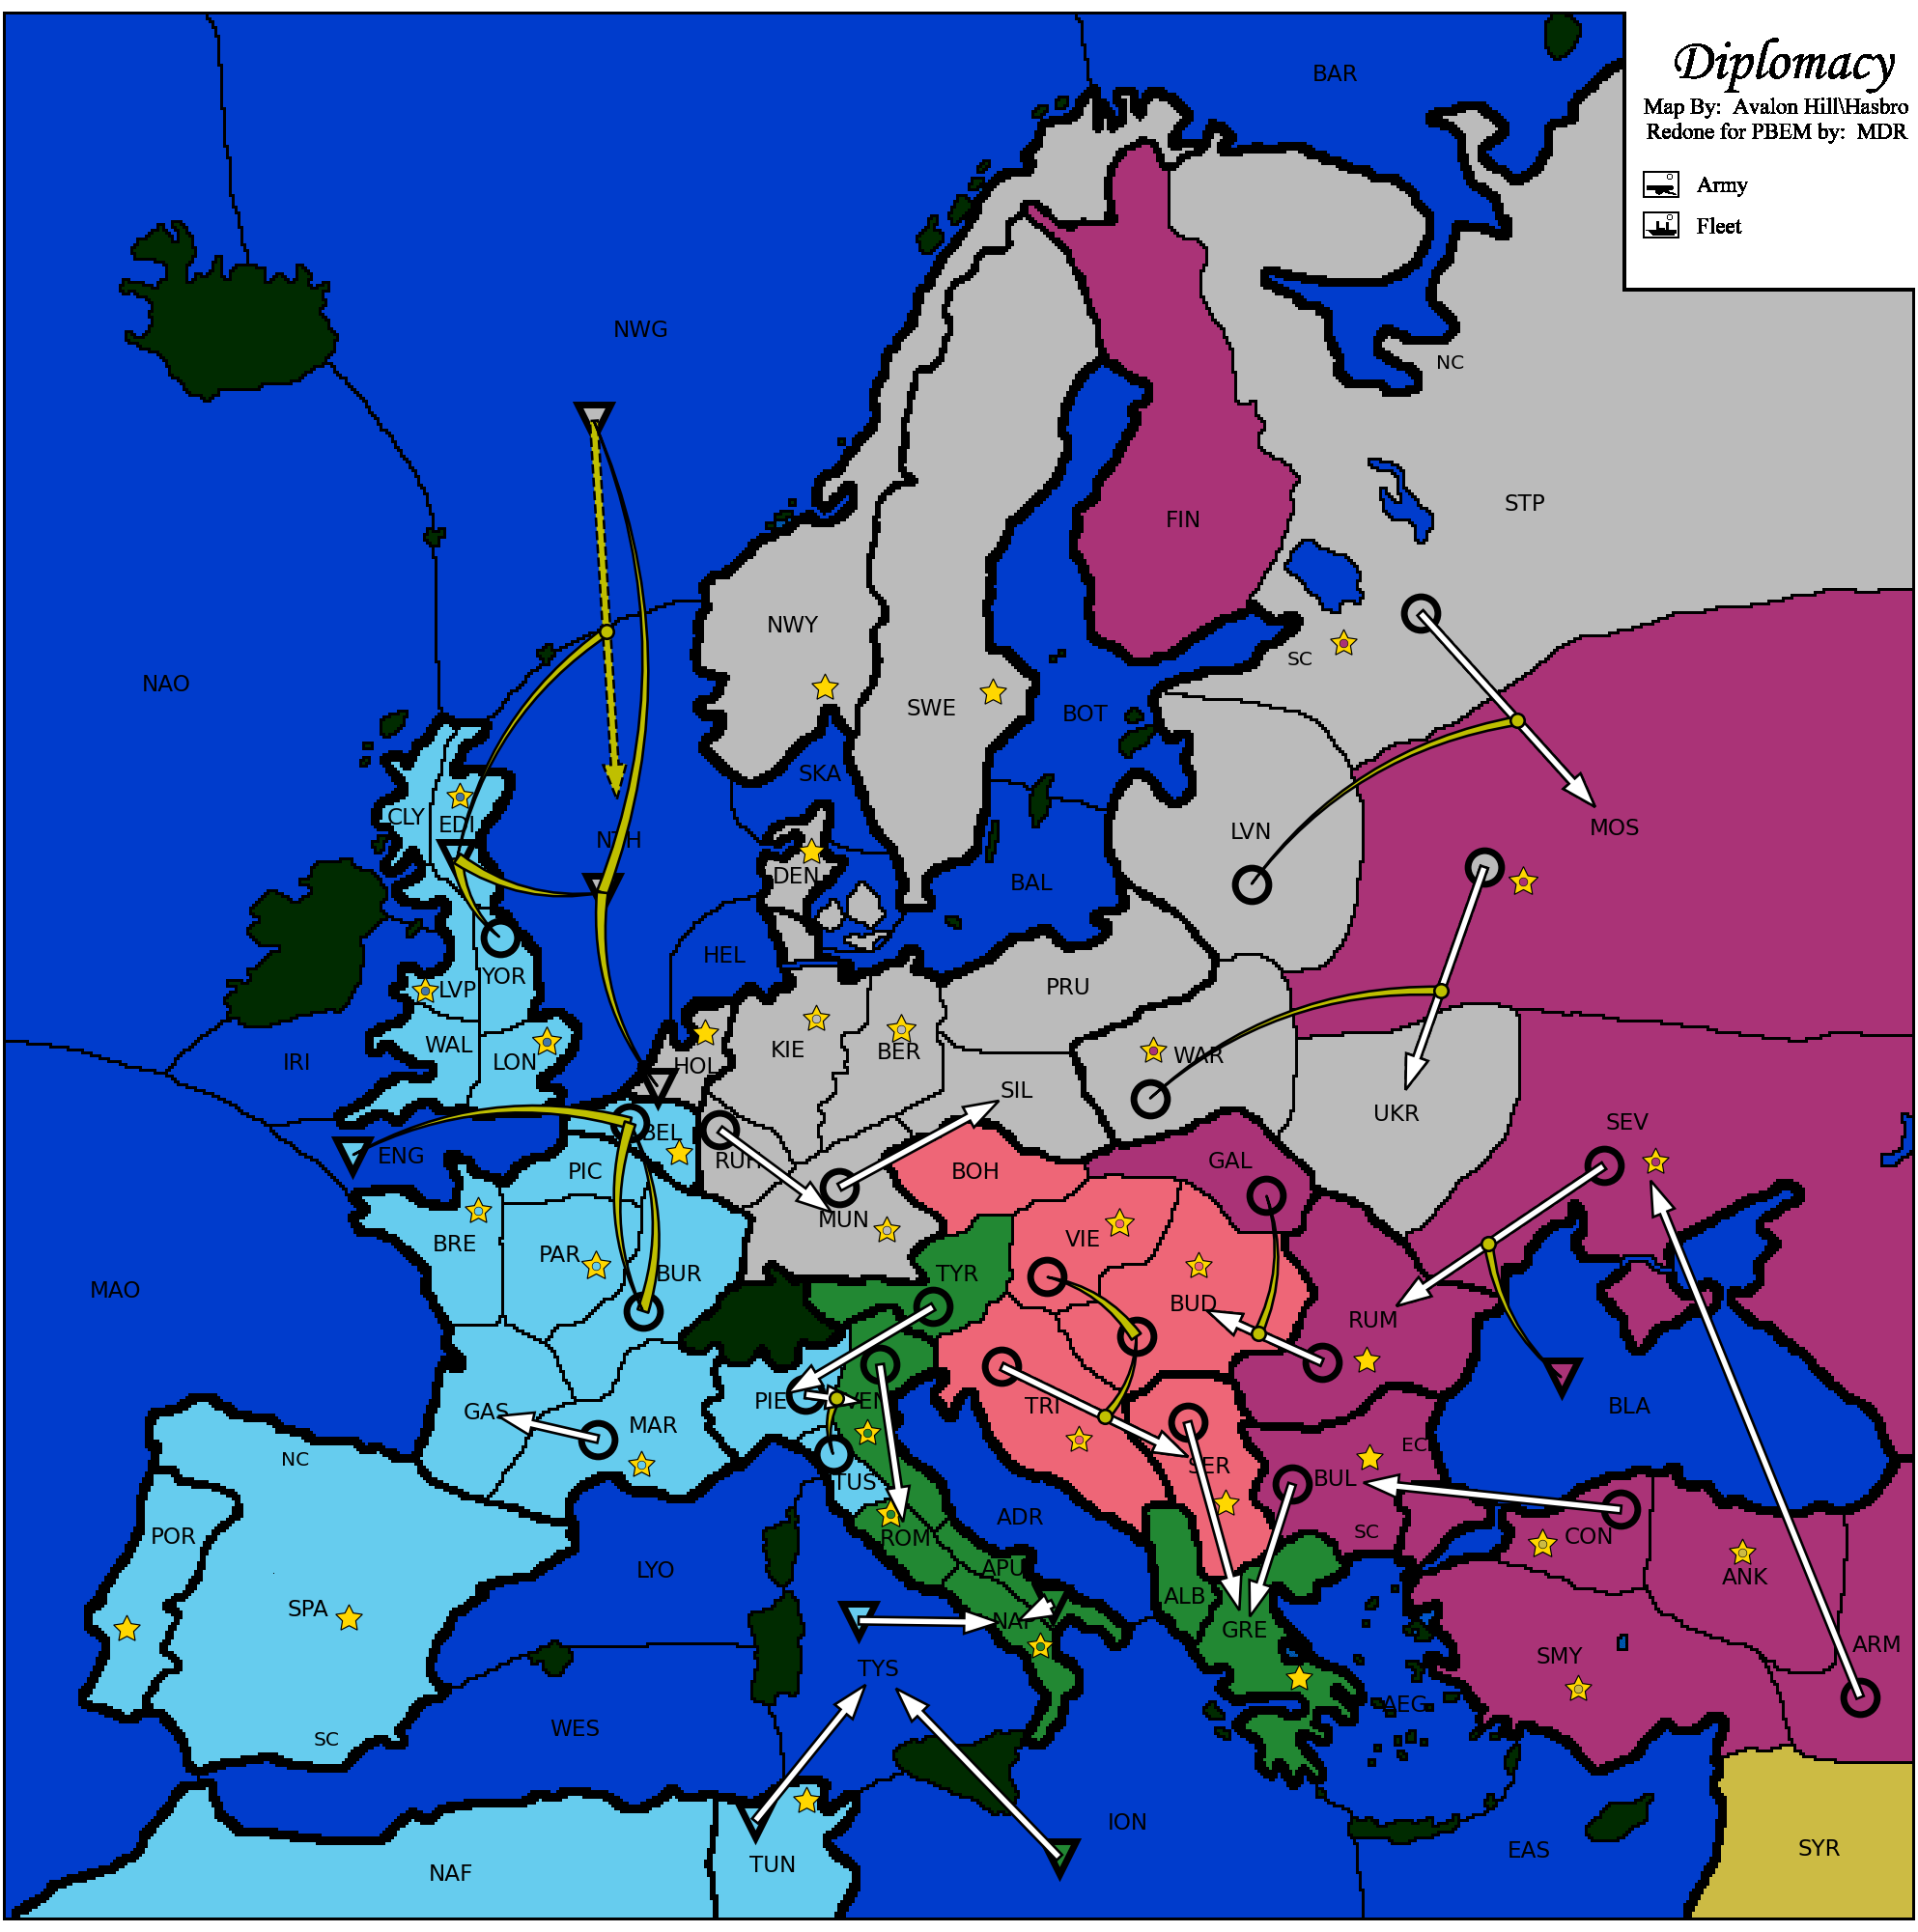 Diplomacy
Map By: Avalon Hill\Hasbro
Redone for PBEM by: MDR
Army
Fleet
BAR
NWG
NC
STP
FIN
NAO
NWY
SC
SWE
BOT
SKA
CLY
EDI
NTH
LVN
MOS
DEN
BAL
HEL
YOR
LVP
PRU
WAL
LON
IRI
KIE
BER
HOL
WAR
SIL
UKR
SEV
ENG
BEL
RUH
PIC
BOH
GAL
MUN
BRE
PAR
BUR
VIE
TYR
MAO
BUD
RUM
PIE
VEN
TRI
GAS
MAR
BLA
NC
EC
SER
BUL
TUS
POR
ROM
ADR
SC
CON
LYO
APU
ANK
SPA
NAP
ALB
GRE
ARM
SMY
TYS
AEG
WES
SC
ION
EAS
SYR
TUN
NAF